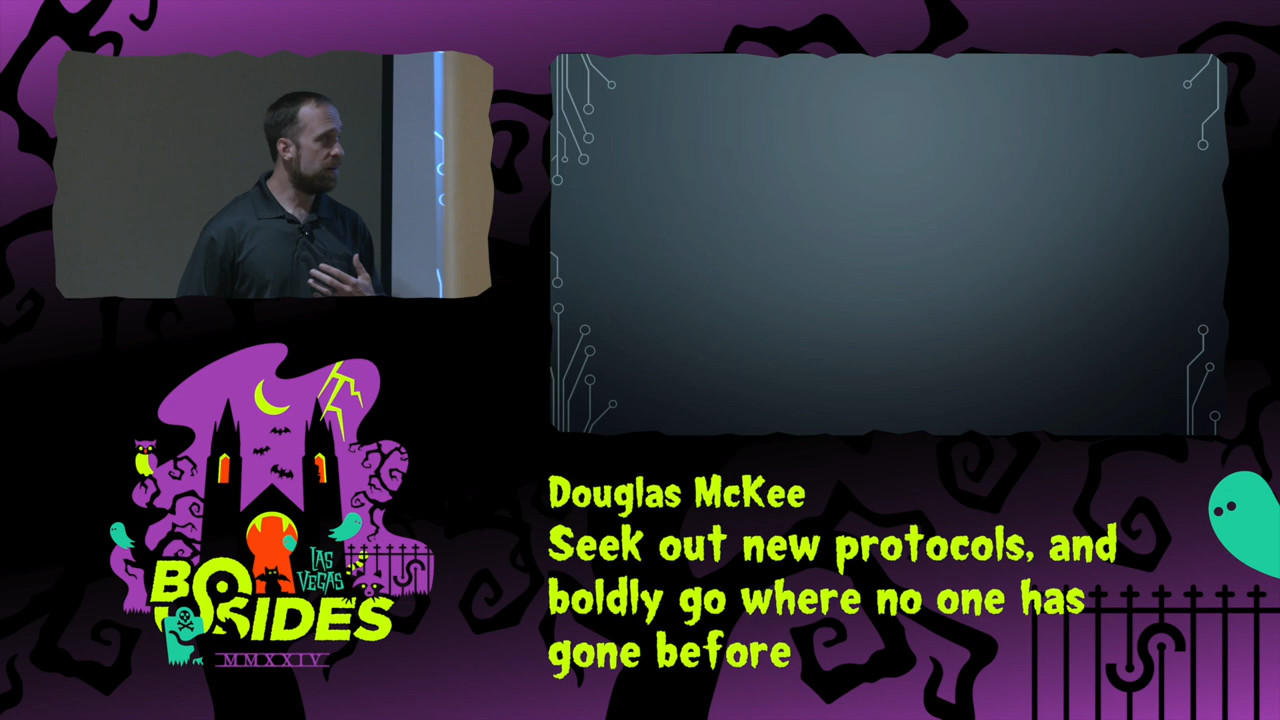 Douglas McKee
Seek out new protocols, and
boldly go where no one has
gone before
LAS
VEGAS
BSIDES
MMXXIV